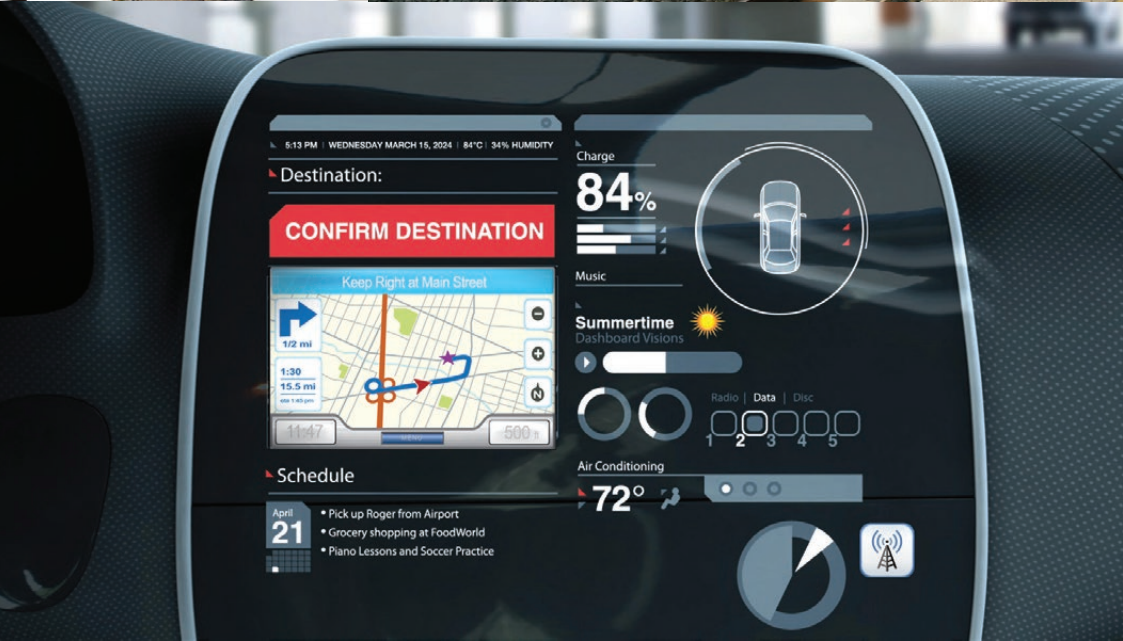 5:13 PM | WEDNESDAY MARCH 15, 2024 | 84°C | 34% HUMIDITY
Destination:
CONFIRM DESTINATION
Keep Right at Main Street
1/2 mi
1:30
15.5 mi
11:47
MENU
500 ft
Schedule
April
21
• Pick up Roger from Airport
• Grocery shopping at FoodWorld
• Piano Lessons and Soccer Practice
Charge
84%
Music
Summertime
Dashboard Visions
Radio | Data | Disc
1 2 3 4 5
Air Conditioning
72°
N